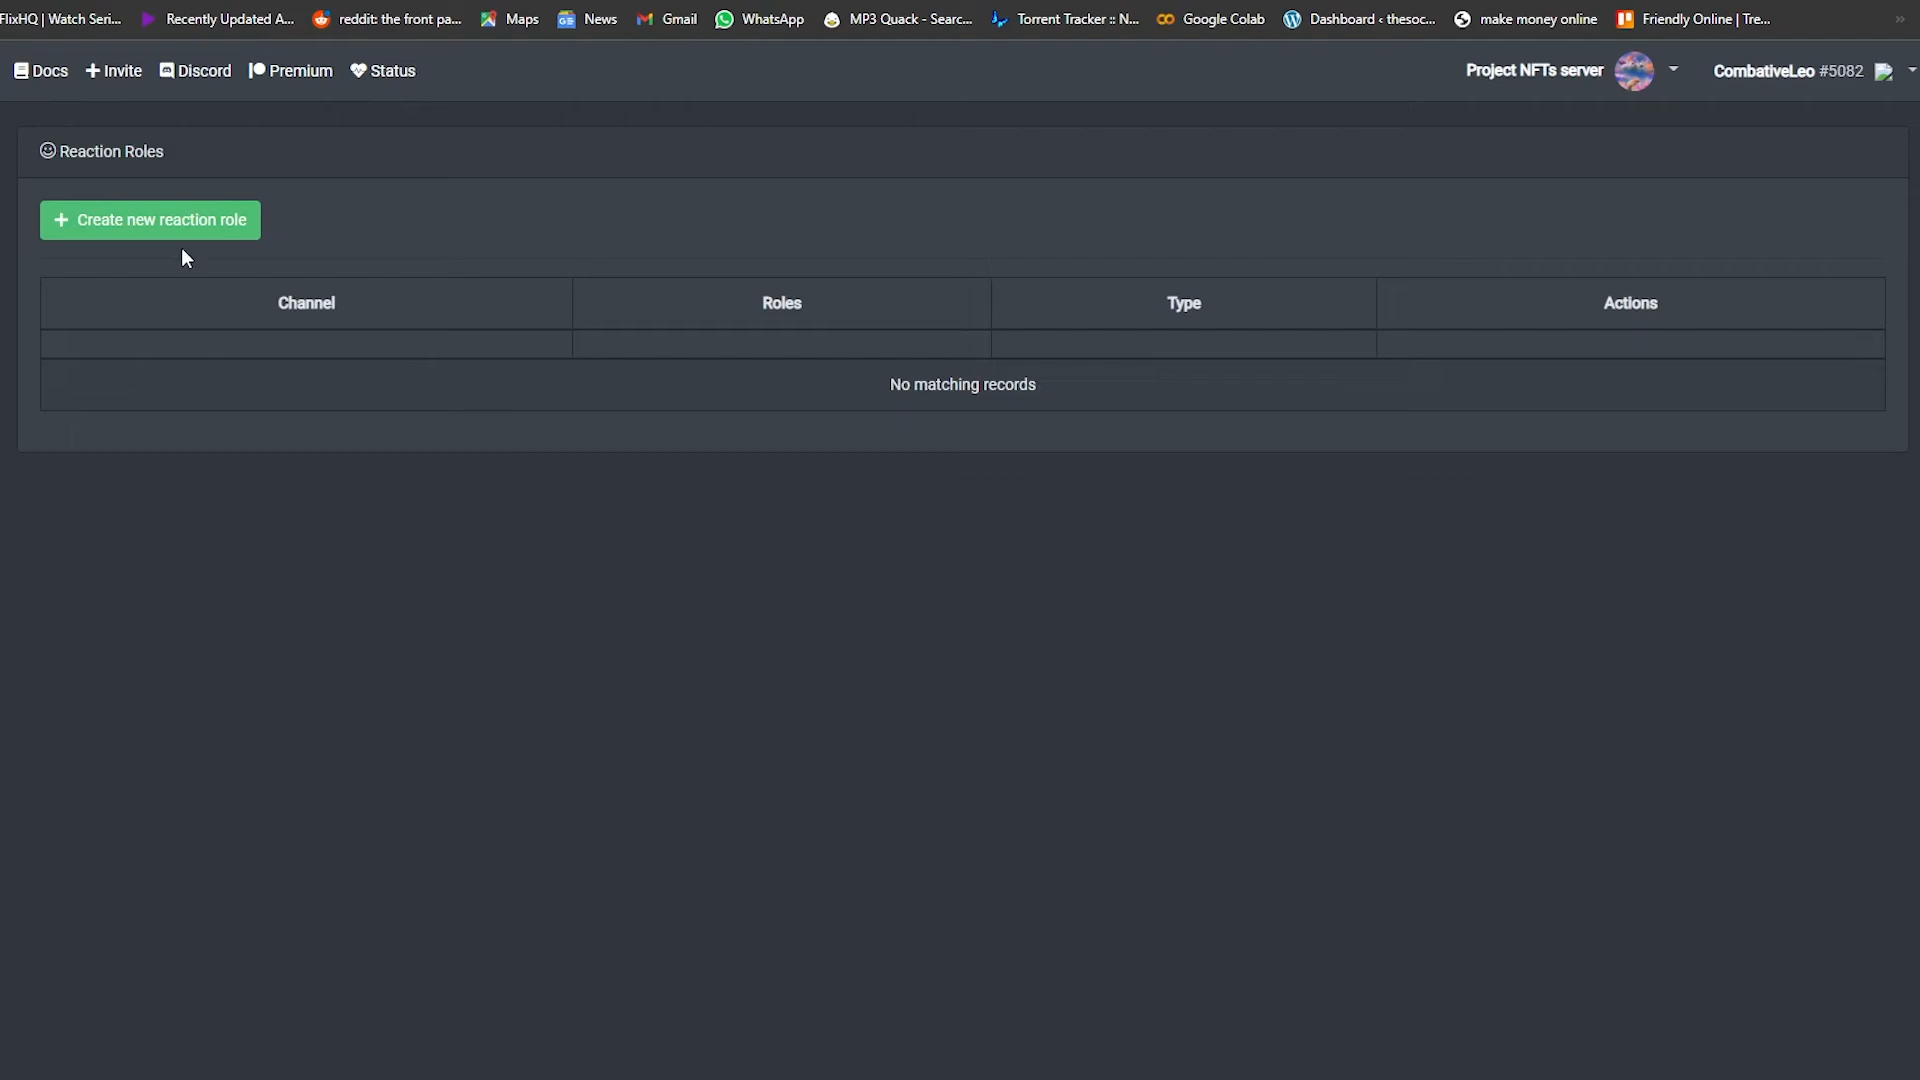 FlixHQ | Watch Seri...
Recently Updated A...
reddit: the front pa...
Maps
News
Gmail
WhatsApp
MP3 Quack - Searc...
Torrent Tracker :: N...
Google Colab
Dashboard ‹ thesoc...
make money online
Friendly Online | Tre...
»
Docs
Invite
Discord
Premium
Status
Project NFTs server
CombativeLeo #5082
Reaction Roles
+ Create new reaction role
Channel
Roles
Type
Actions
No matching records